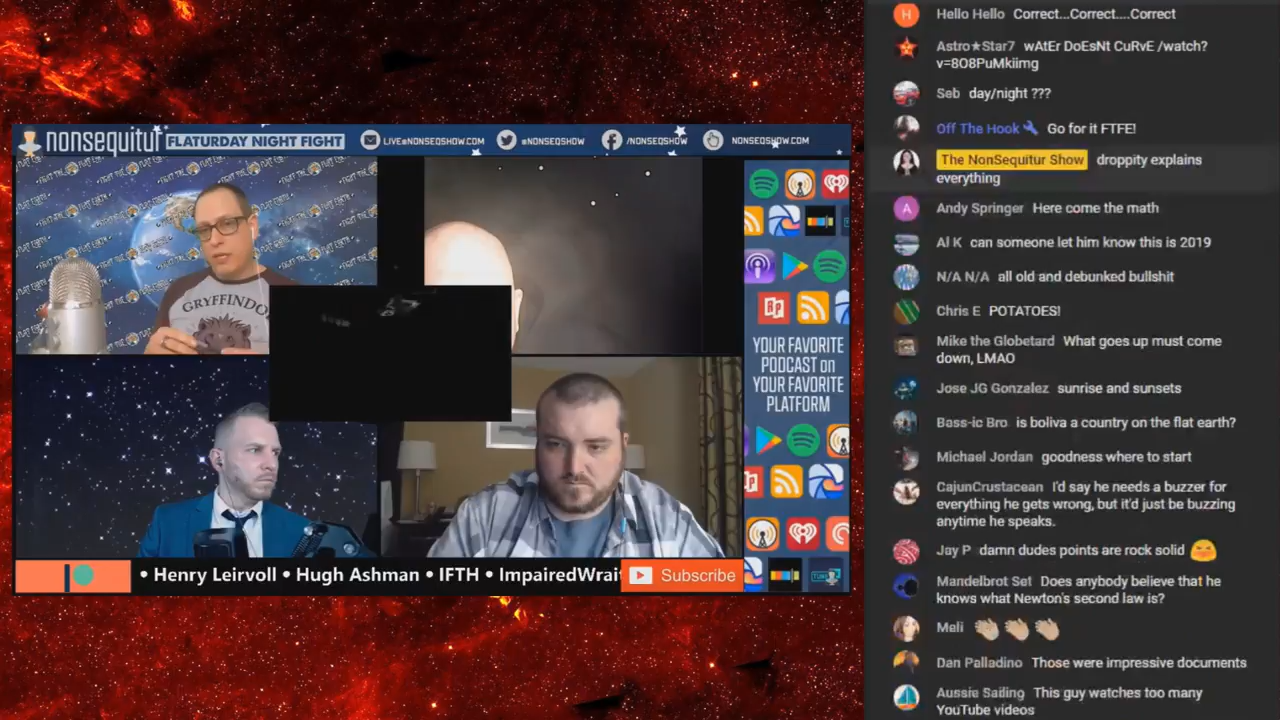 nonsequitur FLATURDAY NIGHT FIGHT LIVE@NONSEQSHOW.COM @NONSEQSHOW /NONSEQSHOW NONSEQSHOW.COM
FIGHT THE FLAT EARTH
GRYFFINDO
YOUR FAVORITE
PODCAST on
YOUR FAVORITE
PLATFORM
• Henry Leirvoll • Hugh Ashman • IFTH • ImpairedWrai
Subscribe
H Hello Hello Correct...Correct....Correct
Astro★Star7 wAtEr DoEsNt CuRvE /watch?
v=8O8PuMkiimg
Seb day/night ???
Off The Hook Go for it FTFE!
The NonSequitur Show droppity explains
everything
A Andy Springer Here come the math
Al K can someone let him know this is 2019
N/A N/A all old and debunked bullshit
Chris E POTATOES!
Mike the Globetard What goes up must come
down, LMAO
Jose JG Gonzalez sunrise and sunsets
Bass-ic Bro is boliva a country on the flat earth?
Michael Jordan goodness where to start
CajunCrustacean I'd say he needs a buzzer for
everything he gets wrong, but it'd just be buzzing
anytime he speaks.
Jay P damn dudes points are rock solid
Mandelbrot Set Does anybody believe that he
knows what Newton's second law is?
Meli
Dan Palladino Those were impressive documents
Aussie Sailing This guy watches too many
YouTube videos